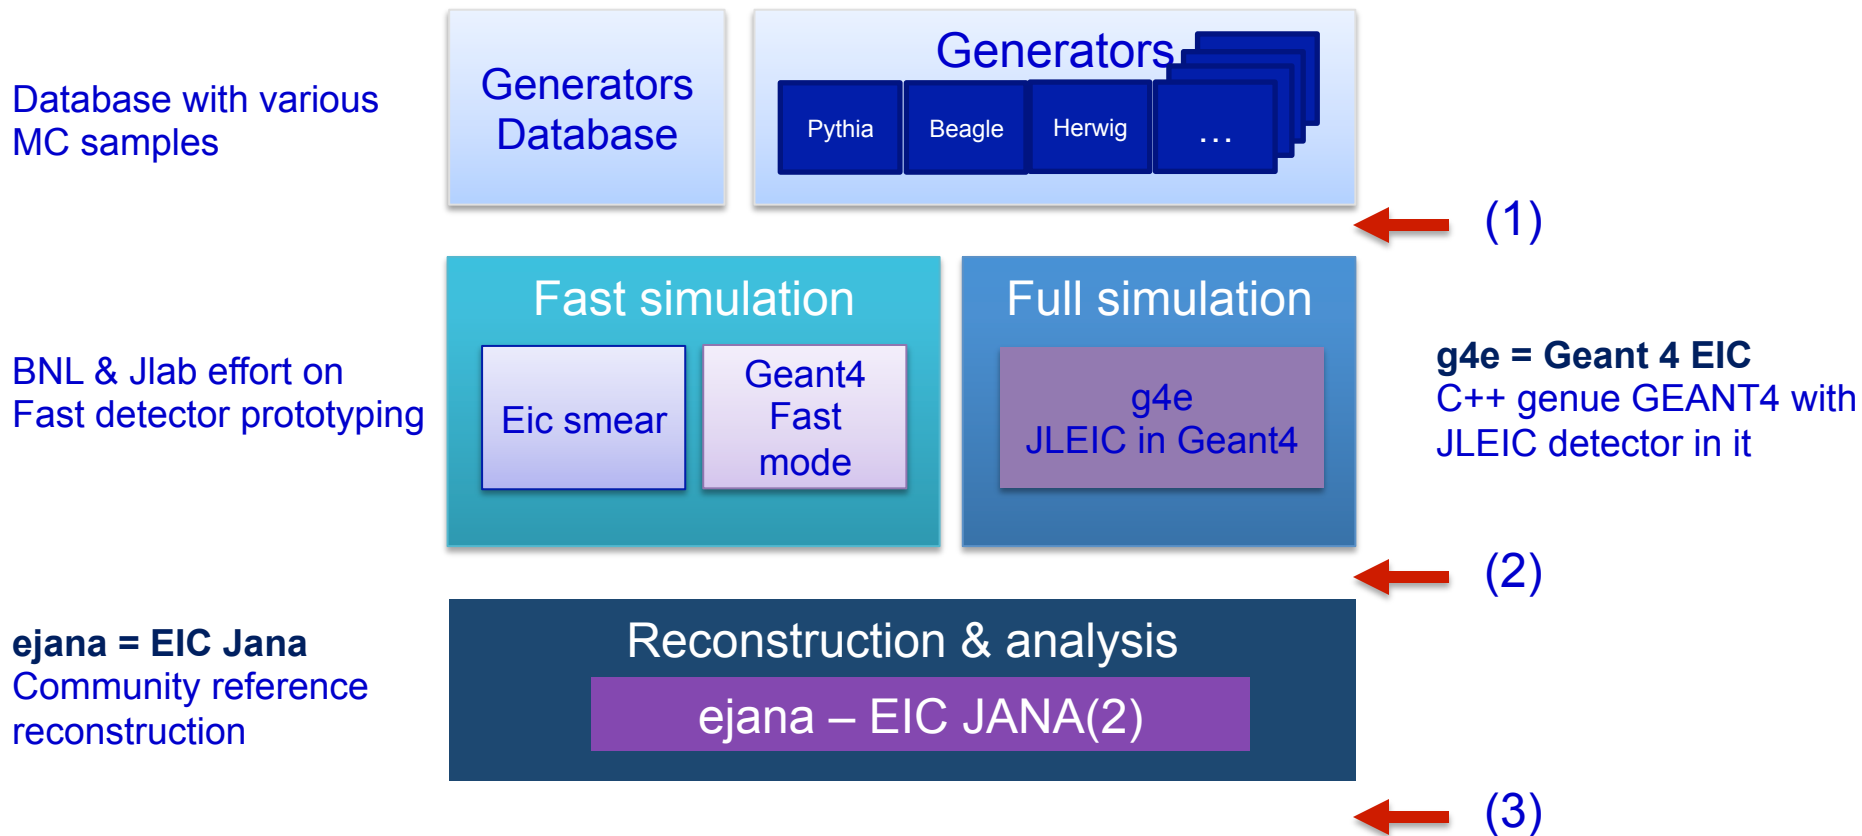 Database with various
MC samples
Generators
Database
Generators
Pythia
Beagle
Herwig
...
(1)
BNL & Jlab effort on
Fast detector prototyping
Fast simulation
Eic smear
Geant4
Fast
mode
Full simulation
g4e
JLEIC in Geant4
g4e = Geant 4 EIC
C++ genue GEANT4 with
JLEIC detector in it
(2)
ejana = EIC Jana
Community reference
reconstruction
Reconstruction & analysis
ejana – EIC JANA(2)
(3)